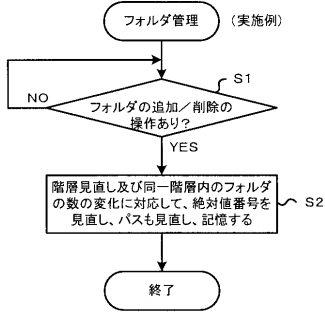 フォルダ管理
(実施例)
S1
フォルダの追加／削除の
操作あり？
NO
YES
階層見直し及び同一階層内のフォルダ
の数の変化に対応して、絶対値番号を
見直し、パスも見直し、記憶する
S2
終了